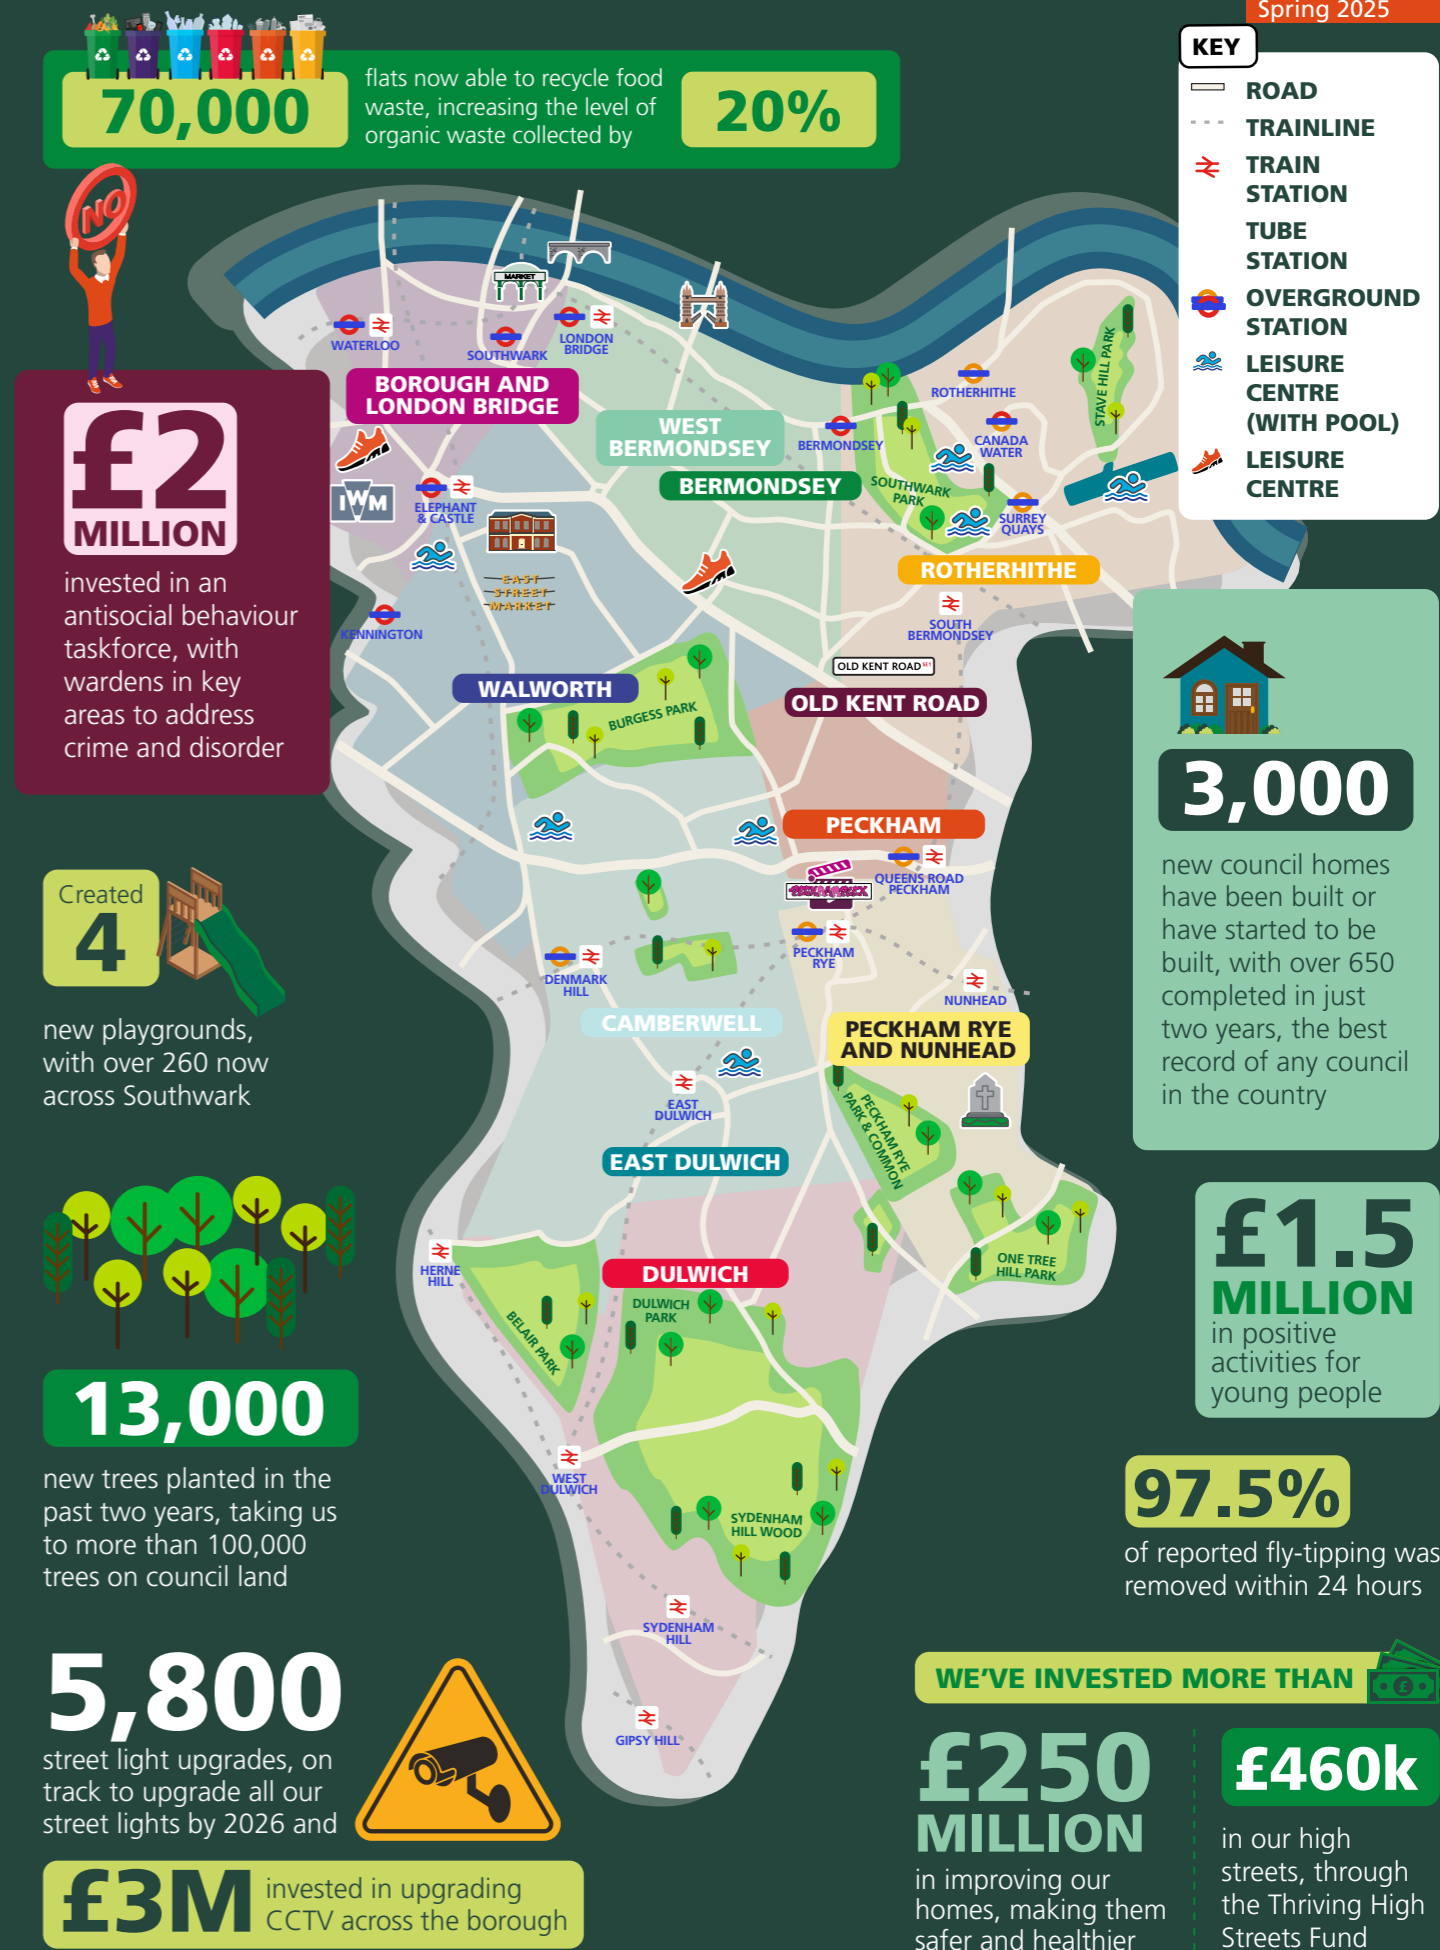 Spring 2025
70,000
flats now able to recycle food
waste, increasing the level of
organic waste collected by
20%
KEY
ROAD
TRAINLINE
TRAIN
STATION
TUBE
STATION
OVERGROUND
STATION
LEISURE
CENTRE
(WITH POOL)
LEISURE
CENTRE
NO
£2
MILLION
invested in an
antisocial behaviour
taskforce, with
wardens in key
areas to address
crime and disorder
MARKET
WATERLOO
SOUTHWARK
LONDON
BRIDGE
BOROUGH AND
LONDON BRIDGE
WEST
BERMONDSEY
BERMONDSEY
BERMONDSEY
ROTHERHITHE
CANADA
WATER
STAVE HILL PARK
SOUTHWARK
PARK
SURREY
QUAYS
ROTHERHITHE
IWM
ELEPHANT
& CASTLE
EAST
STREET
MARKET
KENNINGTON
SOUTH
BERMONDSEY
OLD KENT ROAD SE1
WALWORTH
BURGESS PARK
OLD KENT ROAD
PECKHAM
QUEENS ROAD
PECKHAM
PECKHAM
RYE
DENMARK
HILL
NUNHEAD
CAMBERWELL
PECKHAM RYE
AND NUNHEAD
EAST
DULWICH
PECKHAM RYE
PARK & COMMON
EAST DULWICH
HERNE
HILL
DULWICH
ONE TREE
HILL PARK
BELAIR PARK
DULWICH
PARK
WEST
DULWICH
SYDENHAM
HILL WOOD
SYDENHAM
HILL
GIPSY HILL
Created
4
new playgrounds,
with over 260 now
across Southwark
13,000
new trees planted in the
past two years, taking us
to more than 100,000
trees on council land
5,800
street light upgrades, on
track to upgrade all our
street lights by 2026 and
£3M
invested in upgrading
CCTV across the borough
3,000
new council homes
have been built or
have started to be
built, with over 650
completed in just
two years, the best
record of any council
in the country
£1.5
MILLION
in positive
activities for
young people
97.5%
of reported fly-tipping was
removed within 24 hours
WE'VE INVESTED MORE THAN
£
£250
MILLION
in improving our
homes, making them
safer and healthier
£460k
in our high
streets, through
the Thriving High
Streets Fund